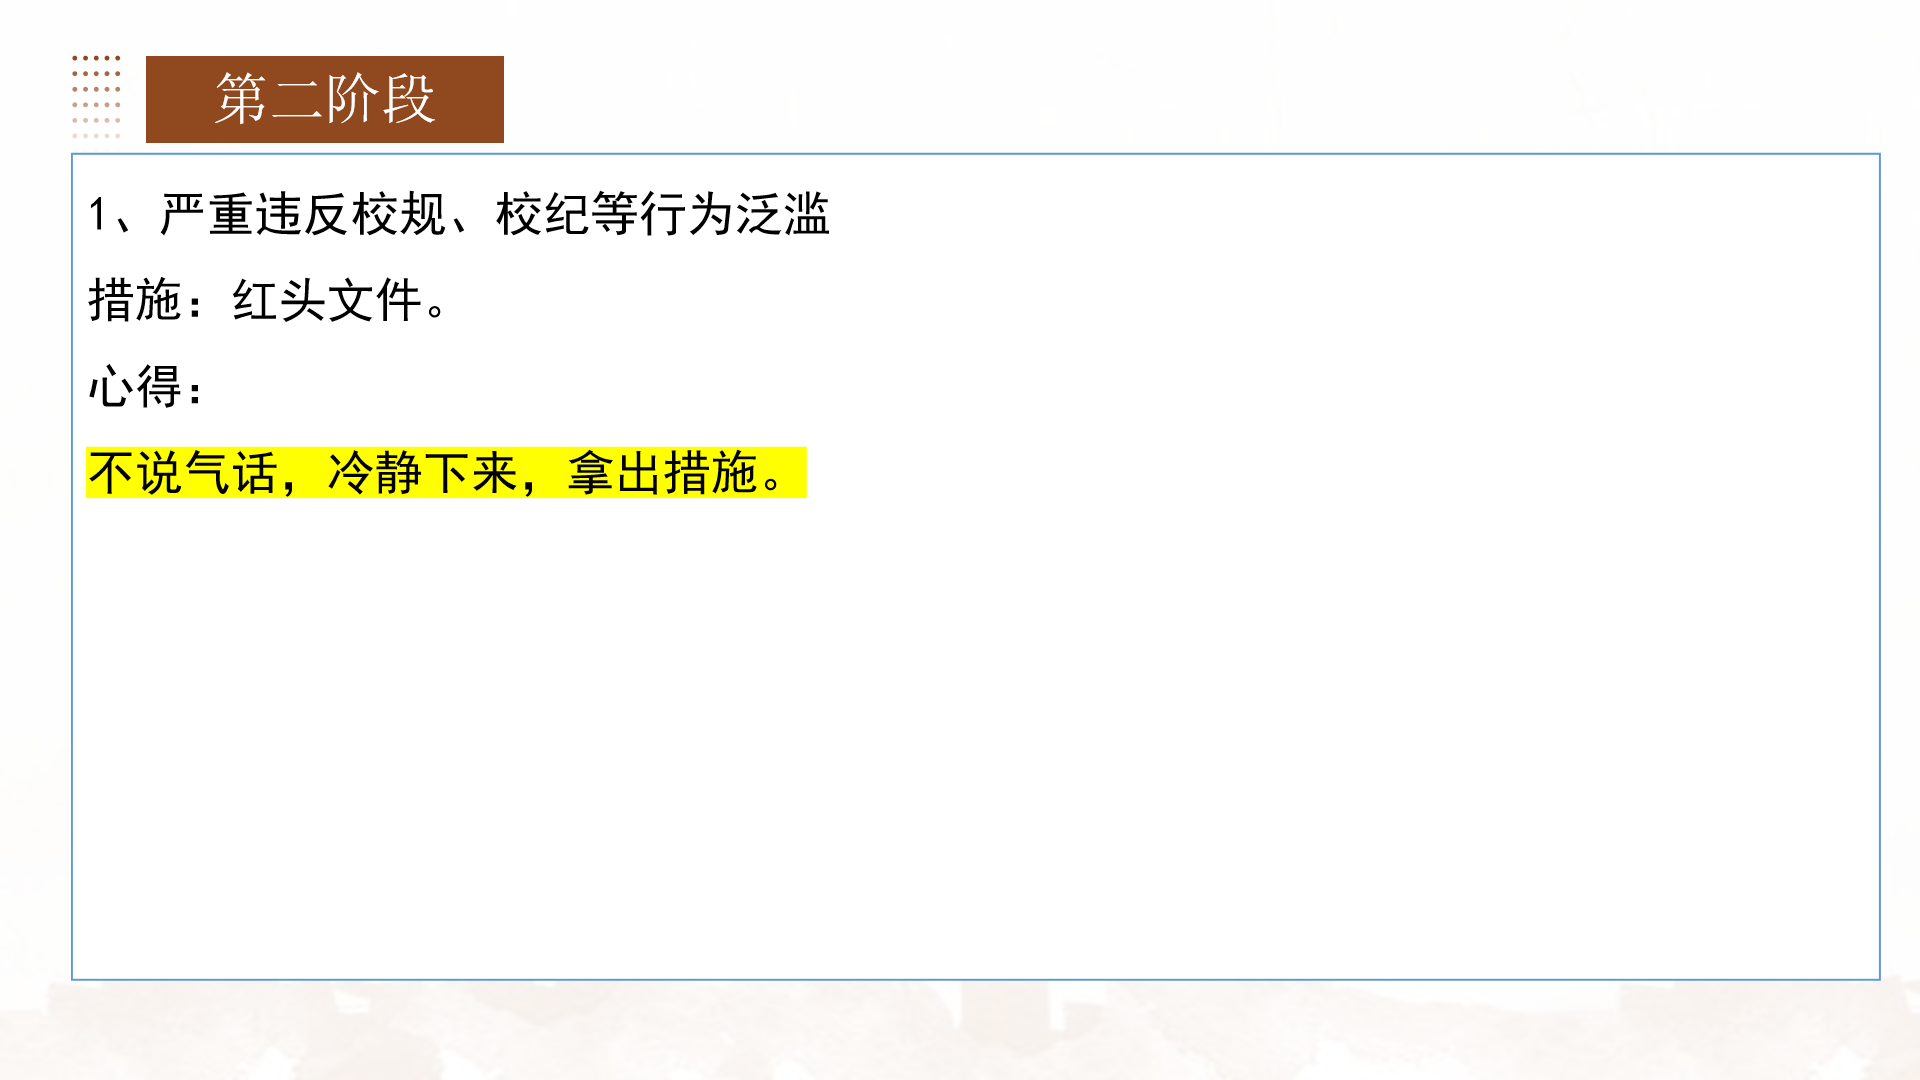 第二阶段
1、严重违反校规、校纪等行为泛滥
措施：红头文件。
心得：
不说气话，冷静下来，拿出措施。